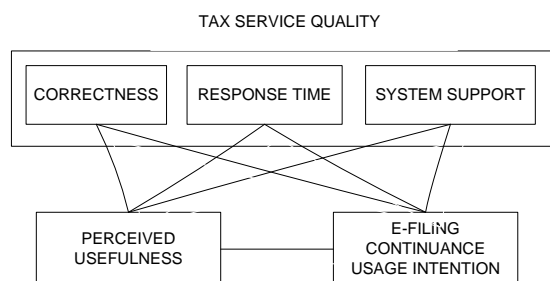 TAX SERVICE QUALITY
CORRECTNESS
RESPONSE TIME
SYSTEM SUPPORT
PERCEIVED
USEFULNESS
E-FILING
CONTINUANCE
USAGE INTENTION